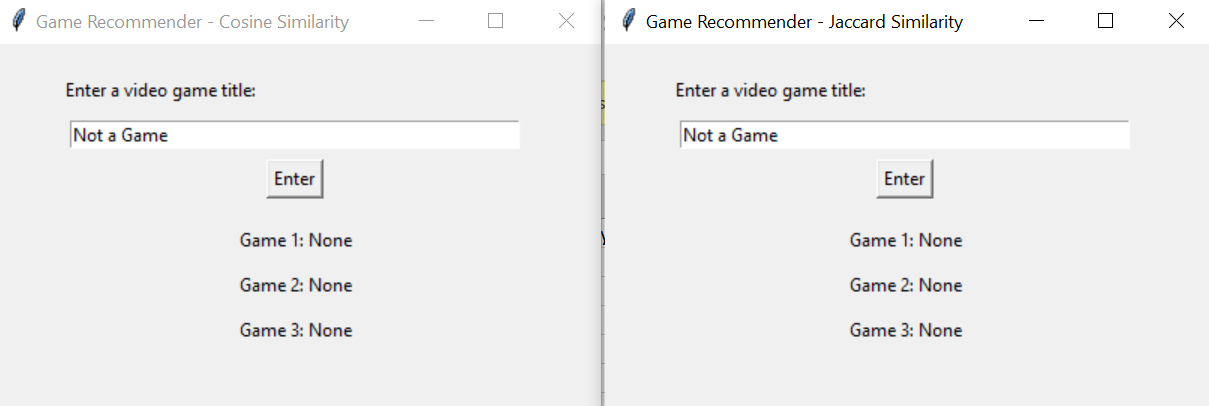 Game Recommender - Cosine Similarity
Enter a video game title:
Not a Game
Enter
Game 1: None
Game 2: None
Game 3: None
Game Recommender - Jaccard Similarity
Enter a video game title:
Not a Game
Enter
Game 1: None
Game 2: None
Game 3: None